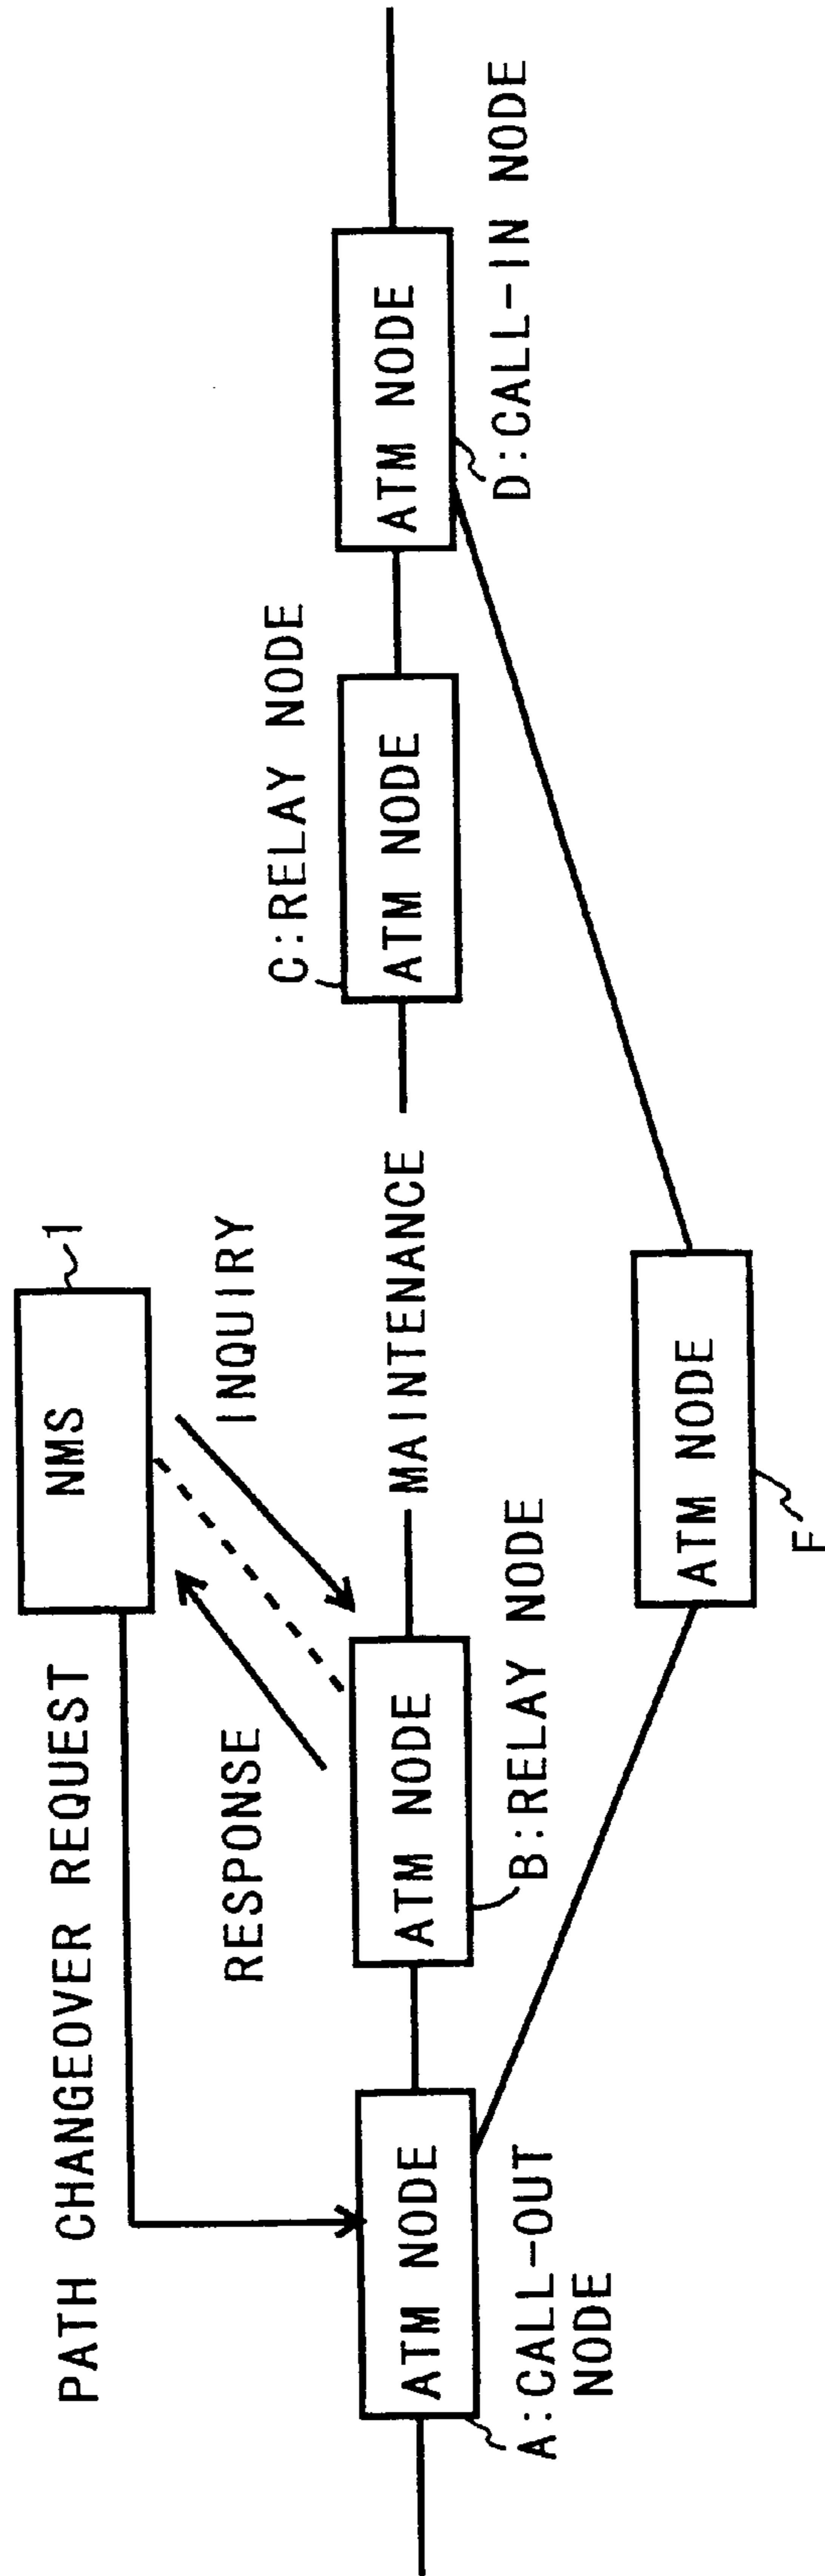 PATH CHANGEOVER REQUEST
NMS
1
RESPONSE
INQUIRY
C:RELAY NODE
ATM NODE
ATM NODE
MAINTENANCE
ATM NODE
ATM NODE
A:CALL-OUT
NODE
B:RELAY NODE
D:CALL-IN NODE
ATM NODE
F